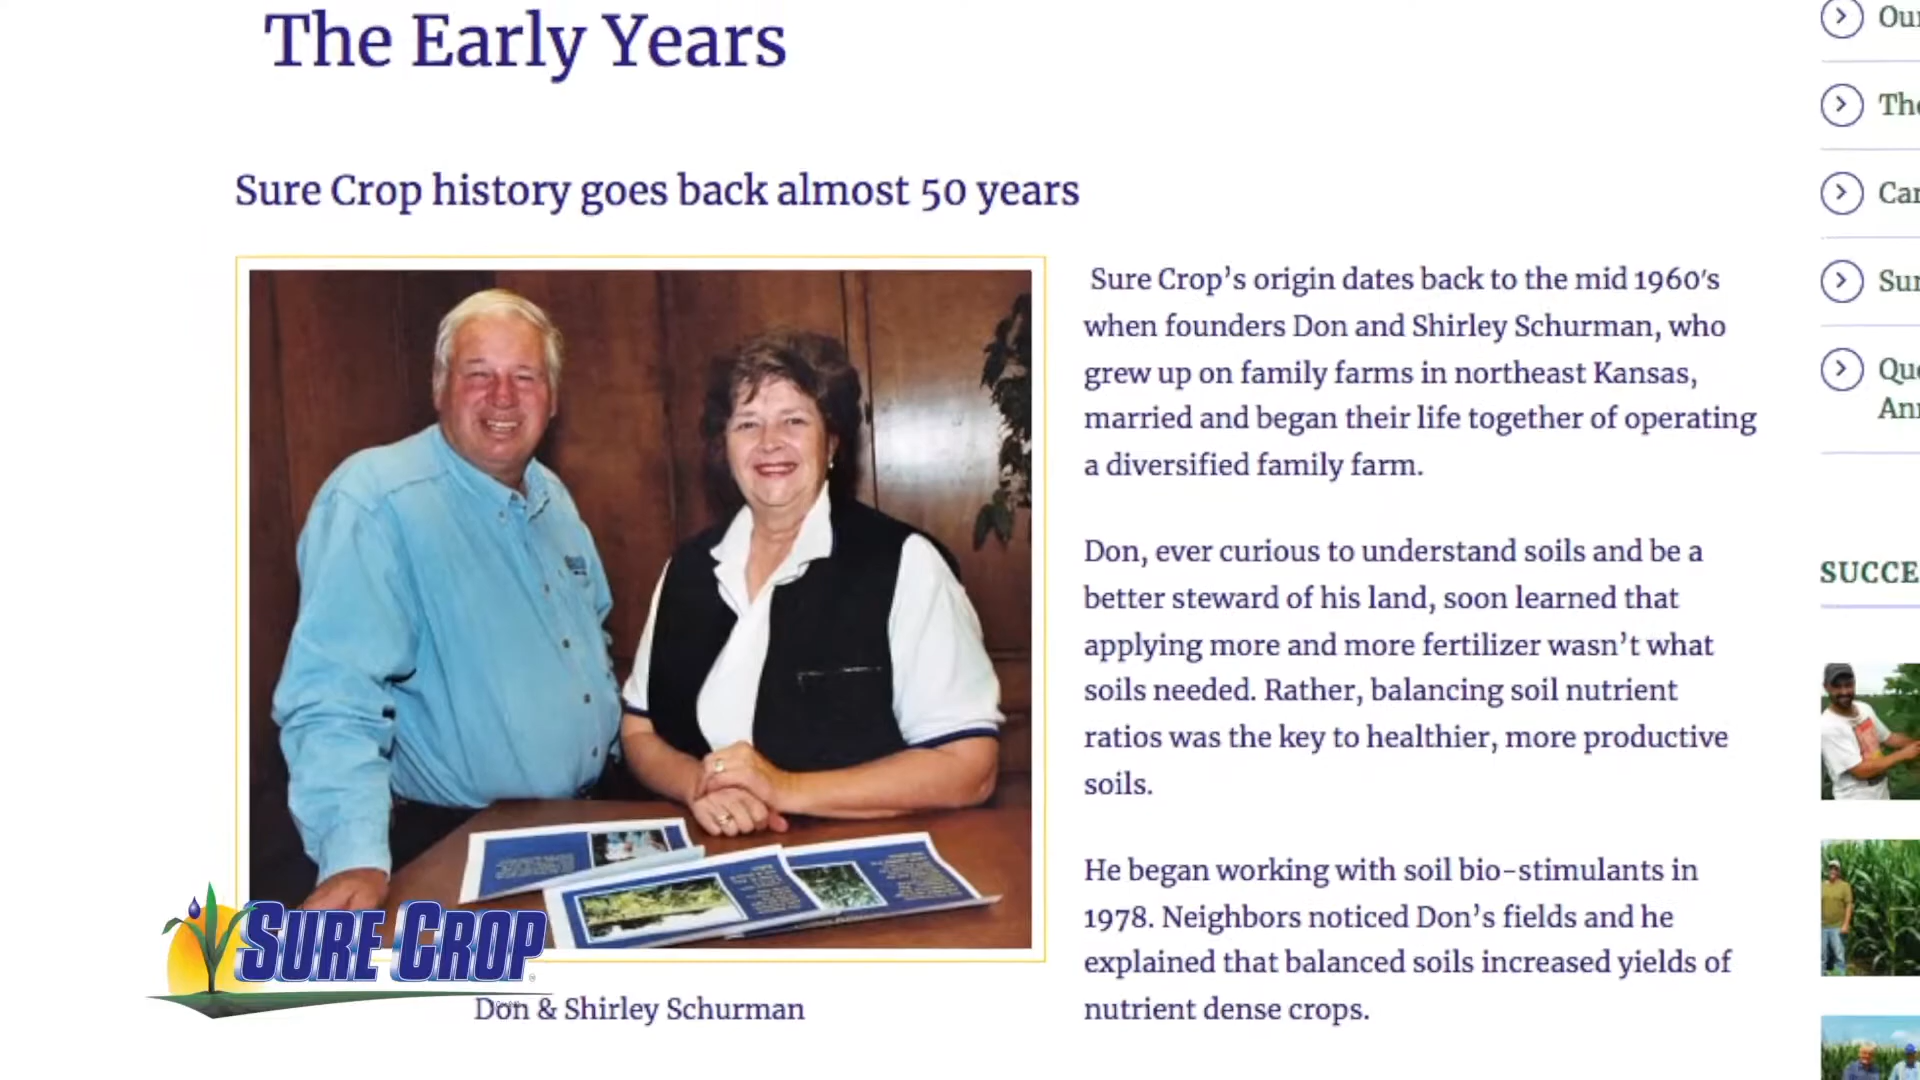 The Early Years
Sure Crop history goes back almost 50 years
Sure Crop’s origin dates back to the mid 1960's
when founders Don and Shirley Schurman, who
grew up on family farms in northeast Kansas,
married and began their life together of operating
a diversified family farm.
Don, ever curious to understand soils and be a
better steward of his land, soon learned that
applying more and more fertilizer wasn’t what
soils needed. Rather, balancing soil nutrient
ratios was the key to healthier, more productive
soils.
He began working with soil bio-stimulants in
1978. Neighbors noticed Don’s fields and he
explained that balanced soils increased yields of
nutrient dense crops.
Don & Shirley Schurman
SURE CROP
Our
The
Car
Sur
Que
Ann
SUCCE